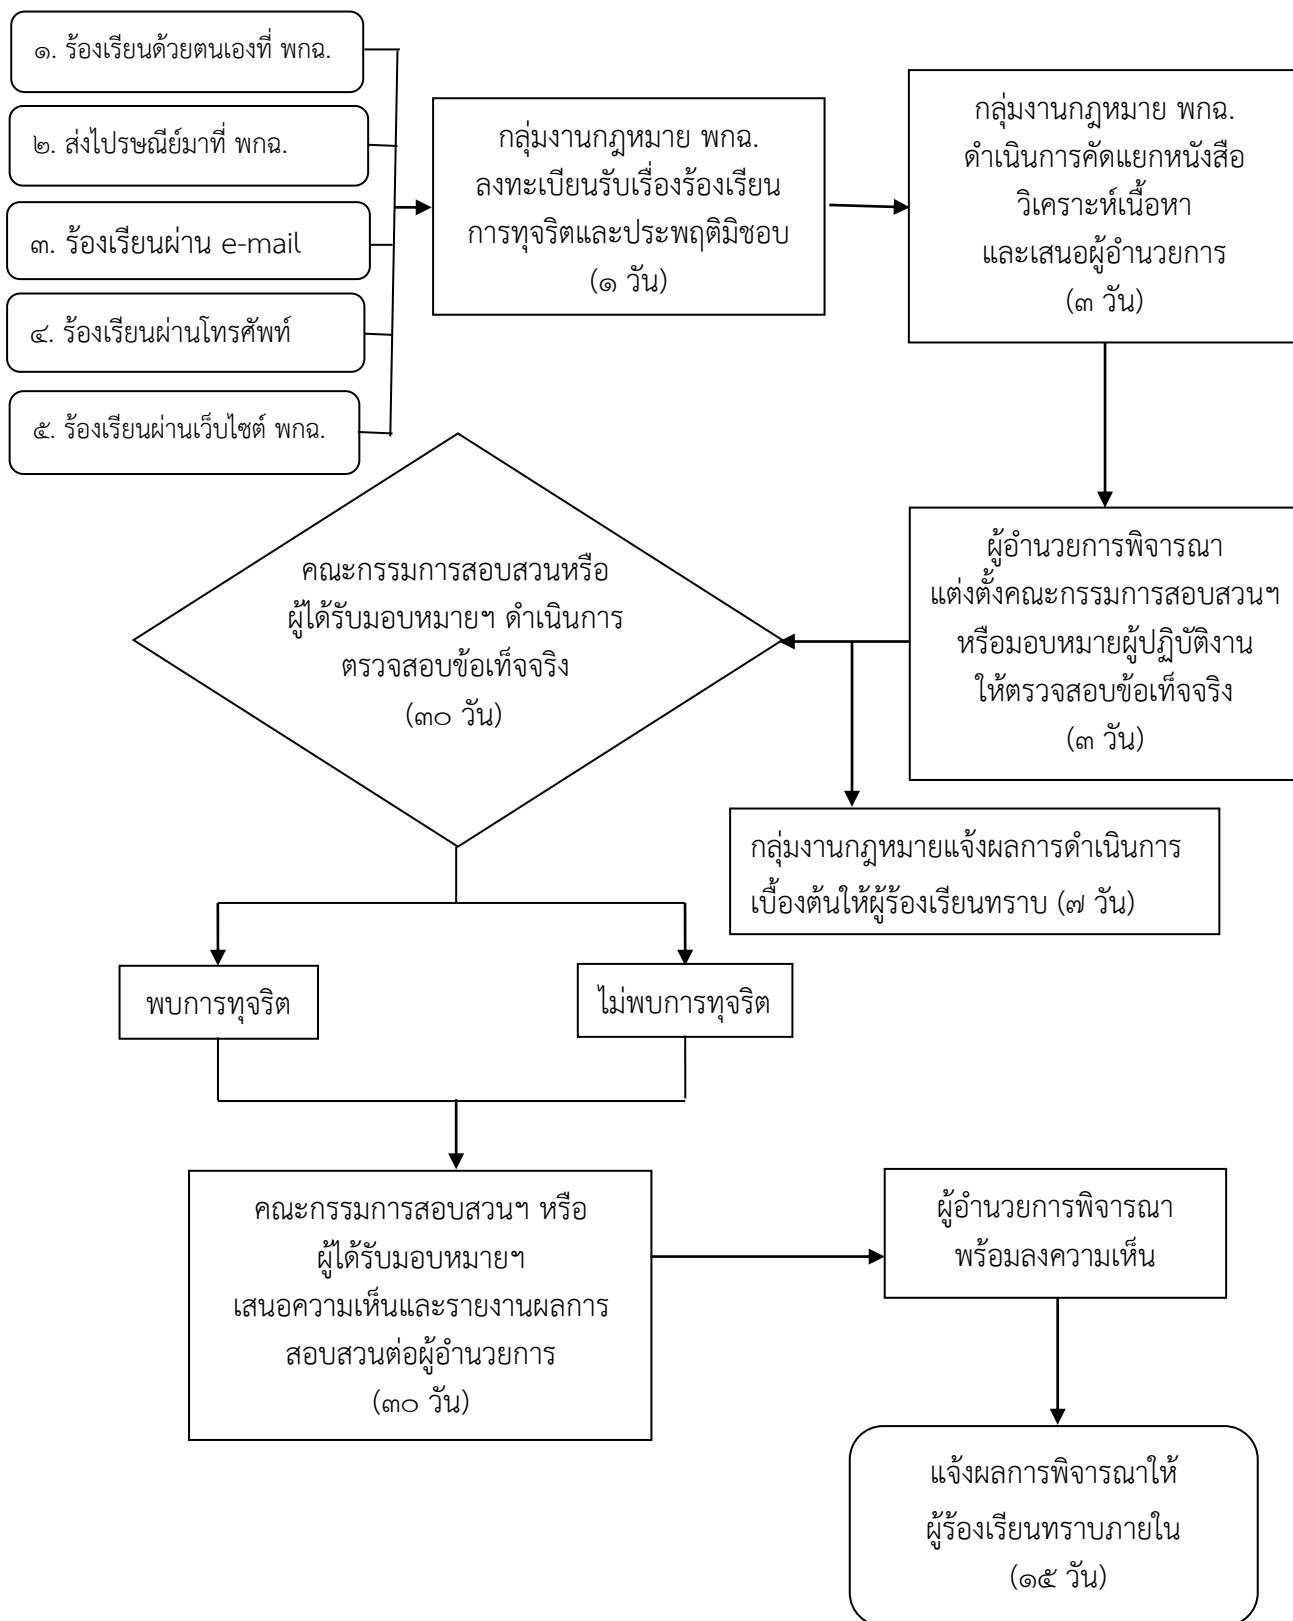 ๑. ร้องเรียนด้วยตนเองที่ พกฉ.
๒. ส่งไปรษณีย์มาที่ พกฉ.
๓. ร้องเรียนผ่าน e-mail
๔. ร้องเรียนผ่านโทรศัพท์
๕. ร้องเรียนผ่านเว็บไซต์ พกฉ.
กลุ่มงานกฎหมาย พกฉ.
ลงทะเบียนรับเรื่องร้องเรียน
การทุจริตและประพฤติมิชอบ
(๑ วัน)
กลุ่มงานกฎหมาย พกฉ.
ดำเนินการคัดแยกหนังสือ
วิเคราะห์เนื้อหา
และเสนอผู้อำนวยการ
(๓ วัน)
ผู้อำนวยการพิจารณา
แต่งตั้งคณะกรรมการสอบสวนฯ
หรือมอบหมายผู้ปฏิบัติงาน
ให้ตรวจสอบข้อเท็จจริง
(๓ วัน)
คณะกรรมการสอบสวนหรือ
ผู้ได้รับมอบหมายฯ ดำเนินการ
ตรวจสอบข้อเท็จจริง
(๓๐ วัน)
กลุ่มงานกฎหมายแจ้งผลการดำเนินการ
เบื้องต้นให้ผู้ร้องเรียนทราบ (๗ วัน)
พบการทุจริต
ไม่พบการทุจริต
คณะกรรมการสอบสวนฯ หรือ
ผู้ได้รับมอบหมายฯ
เสนอความเห็นและรายงานผลการ
สอบสวนต่อผู้อำนวยการ
(๓๐ วัน)
ผู้อำนวยการพิจารณา
พร้อมลงความเห็น
แจ้งผลการพิจารณาให้
ผู้ร้องเรียนทราบภายใน
(๑๕ วัน)